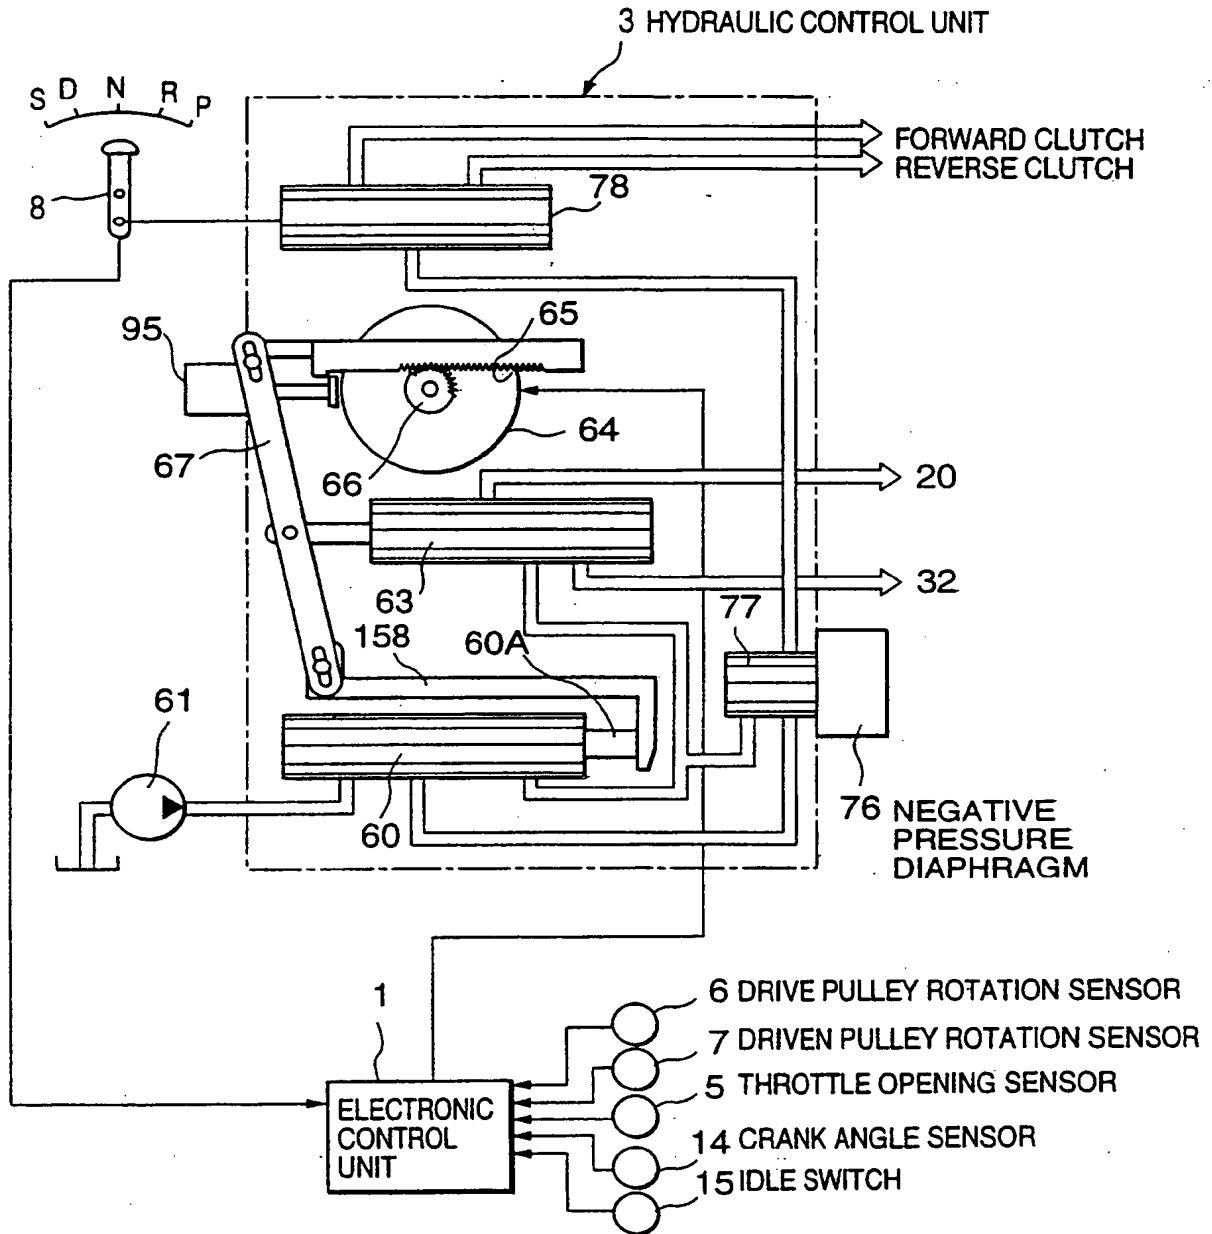 3 HYDRAULIC CONTROL UNIT
S D N R P
FORWARD CLUTCH
REVERSE CLUTCH
8
78
95
65
64
67
66
20
63
32
158
60A
77
61
60
76 NEGATIVE
PRESSURE
DIAPHRAGM
1
6 DRIVE PULLEY ROTATION SENSOR
7 DRIVEN PULLEY ROTATION SENSOR
5 THROTTLE OPENING SENSOR
ELECTRONIC
CONTROL
UNIT
14 CRANK ANGLE SENSOR
15 IDLE SWITCH